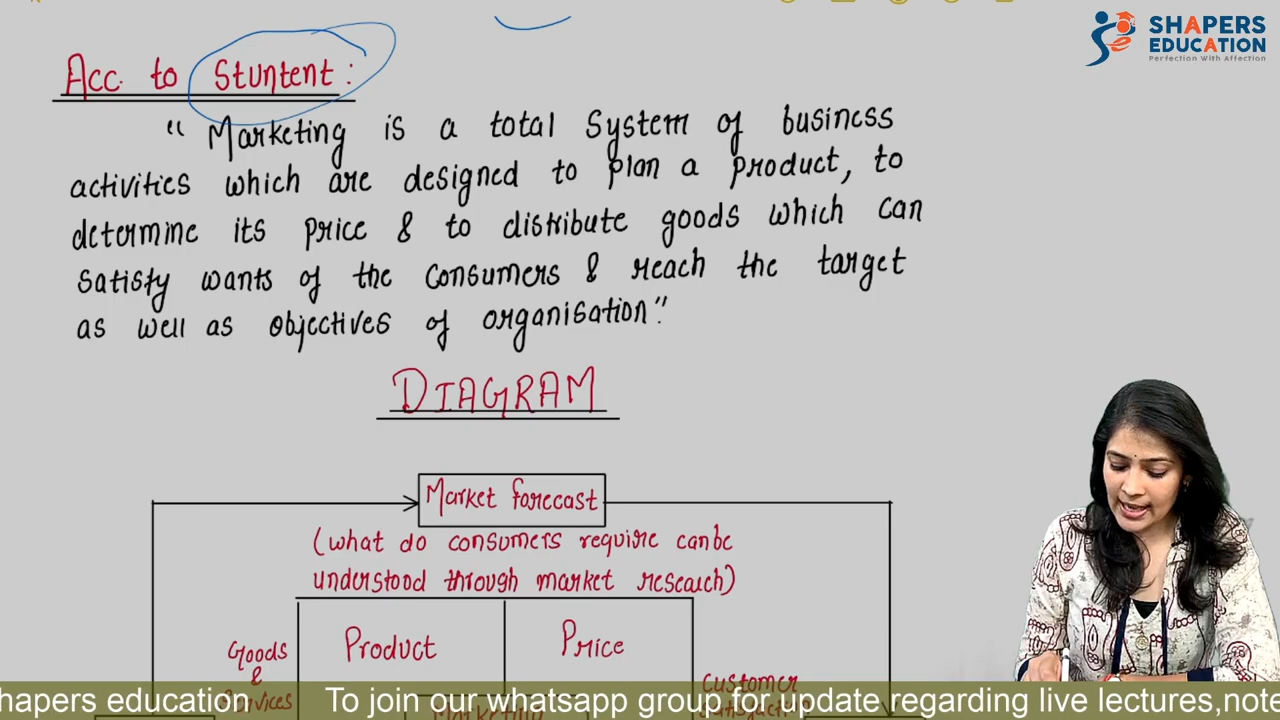 SHAPERS
EDUCATION
Perfection With Affection
Acc. to Stuntent :
“ Marketing is a total System of business
activities which are designed to plan a product, to
determine its price & to distribute goods which can
satisfy wants of the consumers & reach the target
as well as objectives of organisation”
DIAGRAM
Market forecast
(what do consumers require canbe
understood through market research)
Goods
&
Services
Product
Price
Customer
Marketing
hapers education To join our whatsapp group for update regarding live lectures,note